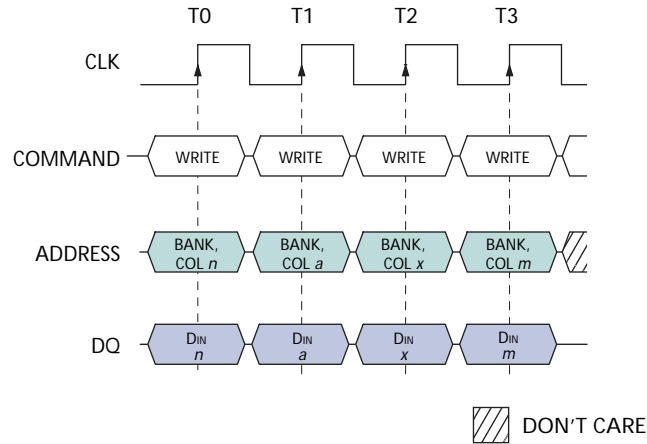 T0 T1 T2 T3
CLK
COMMAND WRITE WRITE WRITE WRITE
ADDRESS BANK, COL n BANK, COL a BANK, COL x BANK, COL m
DQ DIN n DIN a DIN x DIN m
DON'T CARE